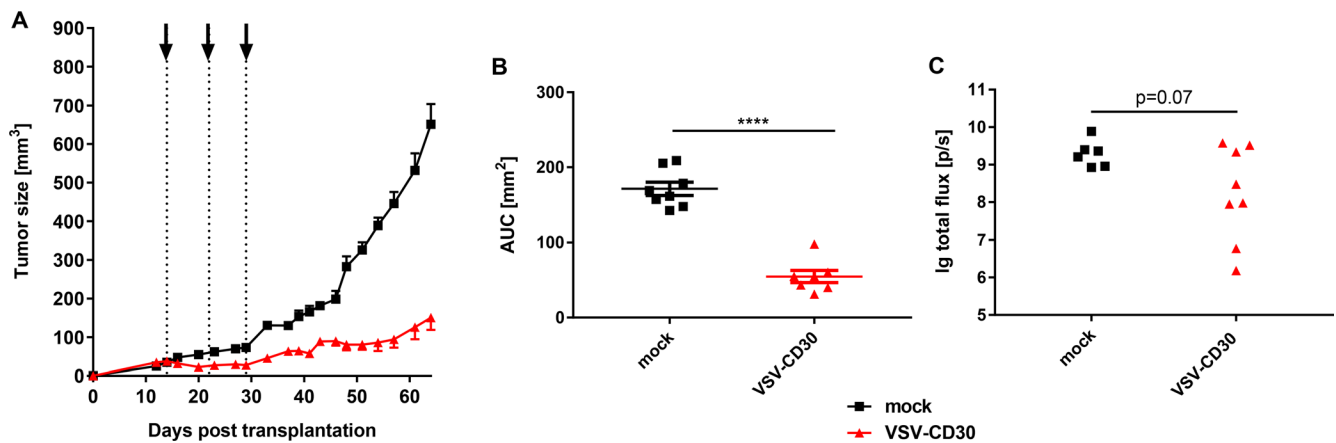 A
Tumor size [mm3]
900
800
700
600
500
400
300
200
100
0
0
10
20
30
40
50
60
Days post transplantation
B
AUC [mm2]
300
200
100
0
****
mock
VSV-CD30
C
lg total flux [p/s]
11
10
9
8
7
6
5
p=0.07
mock
VSV-CD30
mock
VSV-CD30